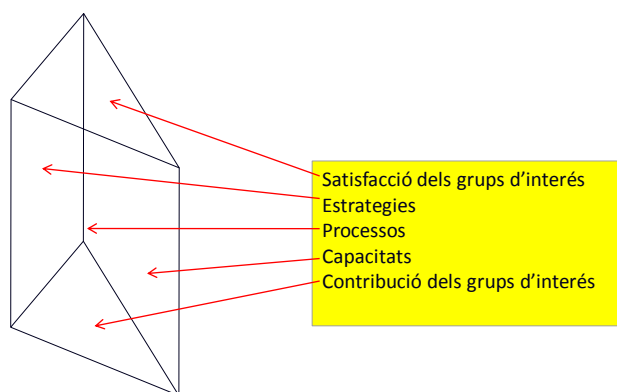 Satisfacció dels grups d’interés
Estrategies
Processos
Capacitats
Contribució dels grups d’interés